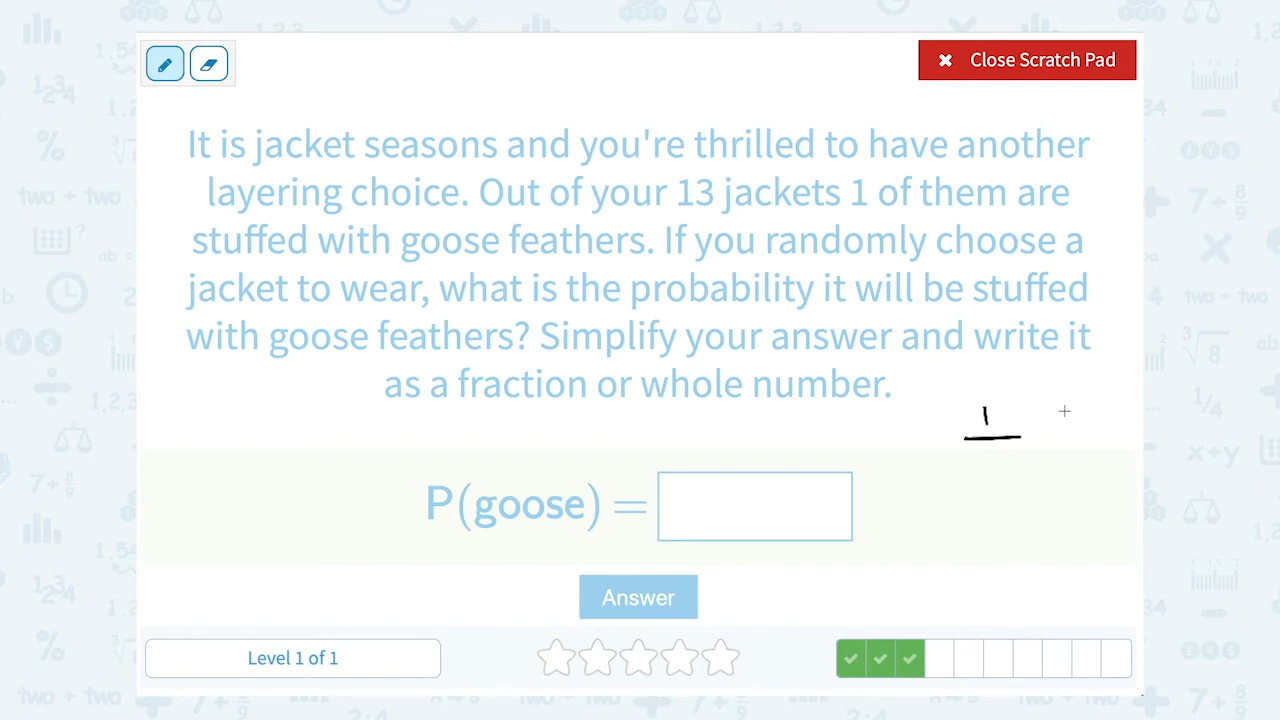 Close Scratch Pad
It is jacket seasons and you're thrilled to have another
layering choice. Out of your 13 jackets 1 of them are
stuffed with goose feathers. If you randomly choose a
jacket to wear, what is the probability it will be stuffed
with goose feathers? Simplify your answer and write it
as a fraction or whole number.
1
P(goose) =
Answer
Level 1 of 1